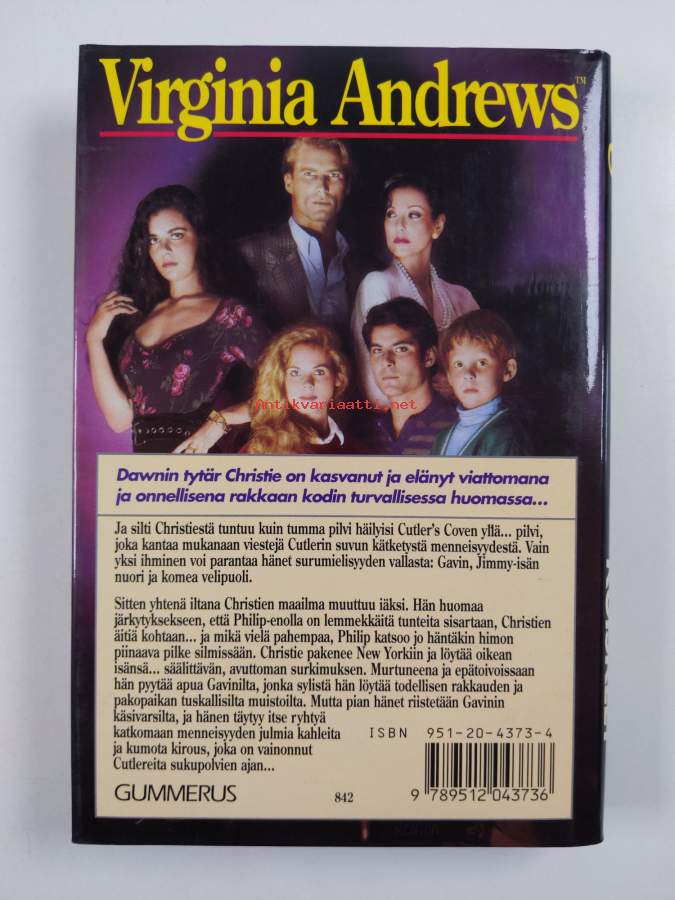 Virginia Andrews™
Antikvariaatti.net
Dawnin tytär Christie on kasvanut ja elänyt viattomana
ja onnellisena rakkaan kodin turvallisessa huomassa...
Ja silti Christiestä tuntuu kuin tumma pilvi häilyisi Cutler's Coven yllä... pilvi,
joka kantaa mukanaan viestejä Cutlerin suvun kätketystä menneisyydestä. Vain
yksi ihminen voi parantaa hänet surumielisyyden vallasta: Gavin, Jimmy-isän
nuori ja komea velipuoli.
Sitten yhtenä iltana Christien maailma muuttuu iäksi. Hän huomaa
järkytyksekseen, että Philip-enolla on lemmekkäitä tunteita sisartaan, Christien
äitiä kohtaan... ja mikä vielä pahempaa, Philip katsoo jo häntäkin himon
piinaava pilke silmissään. Christie pakenee New Yorkiin ja löytää oikean
isänsä... säälittävän, avuttoman surkimuksen. Murtuneena ja epätoivoissaan
hän pyytää apua Gavinilta, jonka sylistä hän löytää todellisen rakkauden ja
pakopaikan tuskallisilta muistoilta. Mutta pian hänet riistetään Gavinin
käsivarsilta, ja hänen täytyy itse ryhtyä
katkomaan menneisyyden julmia kahleita
ja kumota kirous, joka on vainonnut
Cutlereita sukupolvien ajan...
ISBN 951-20-4373-4
9 789512 043736
GUMMERUS
842